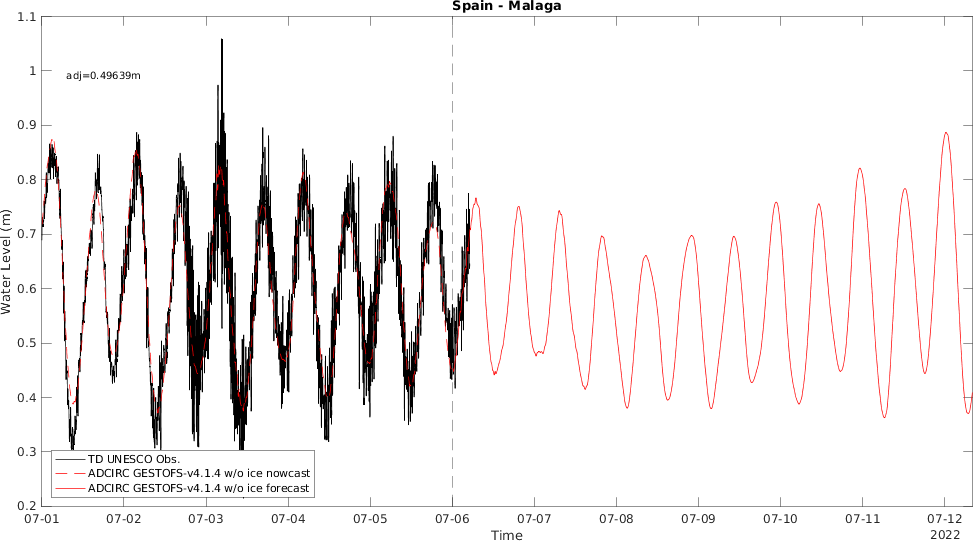 Spain - Malaga
1.1
1
0.9
0.8
0.7
0.6
0.5
0.4
0.3
0.2
Water Level (m)
adj=0.49639m
TD UNESCO Obs.
ADCIRC GESTOFS-v4.1.4 w/o ice nowcast
ADCIRC GESTOFS-v4.1.4 w/o ice forecast
07-01 07-02 07-03 07-04 07-05 07-06 07-07 07-08 07-09 07-10 07-11 07-12
Time
2022